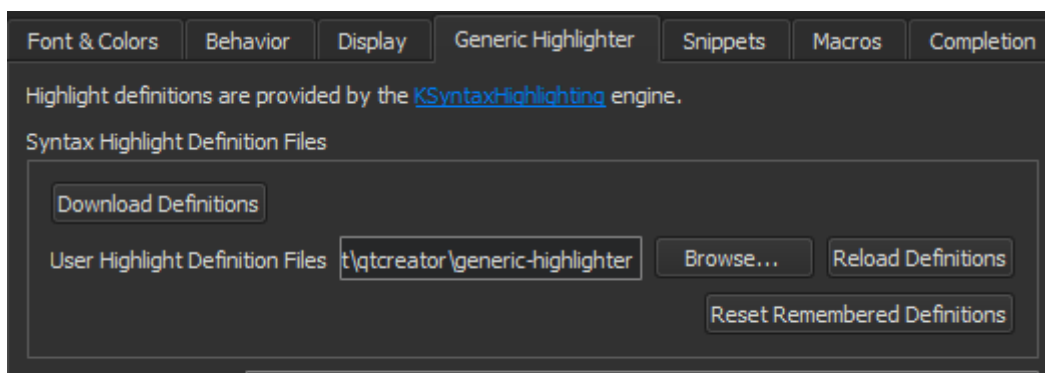 Font & Colors Behavior Display Generic Highlighter Snippets Macros Completion
Highlight definitions are provided by the KSyntaxHighlighting engine.
Syntax Highlight Definition Files
Download Definitions
User Highlight Definition Files t\qtcreator\generic-highlighter Browse... Reload Definitions
Reset Remembered Definitions